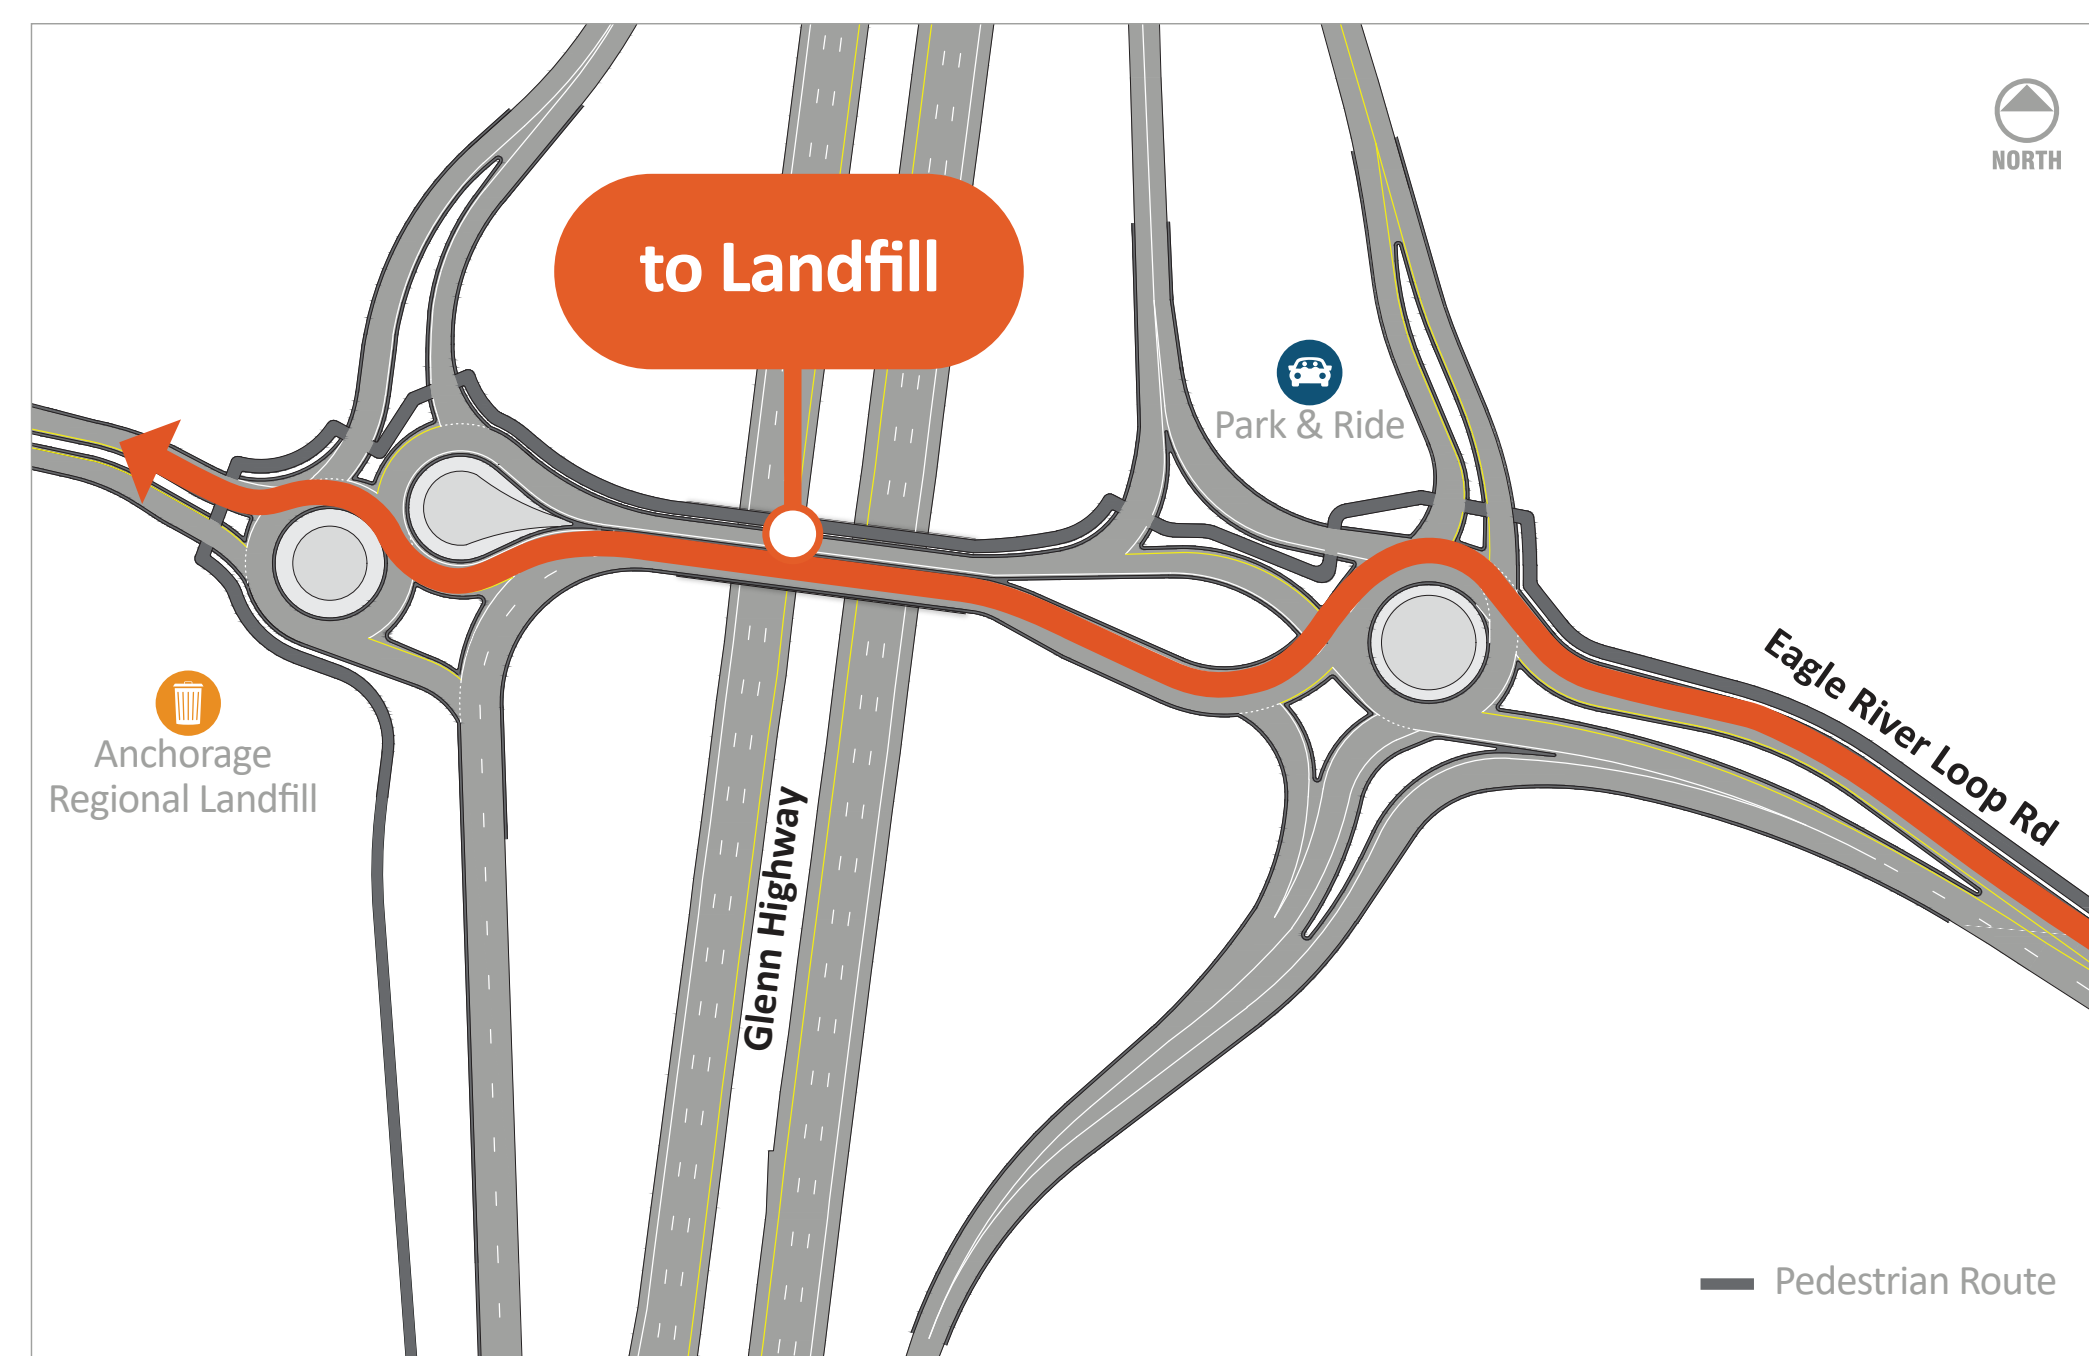 NORTH
to Landfill
Park & Ride
Eagle River Loop Rd
Anchorage
Regional Landfill
Glenn Highway
Pedestrian Route